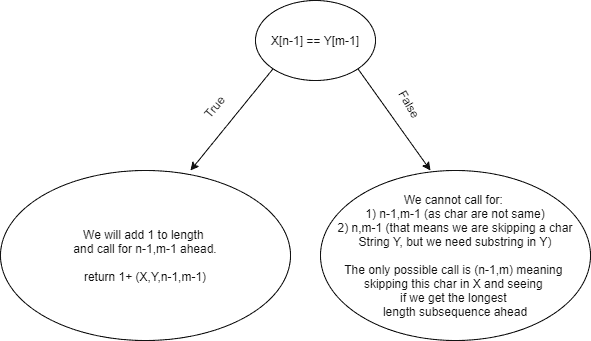 X[n-1] == Y[m-1]
True
False
We will add 1 to length
and call for n-1,m-1 ahead.
return 1+ (X,Y,n-1,m-1)
We cannot call for:
1) n-1,m-1 (as char are not same)
2) n,m-1 (that means we are skipping a char
String Y, but we need substring in Y)
The only possible call is (n-1,m) meaning
skipping this char in X and seeing
if we get the longest
length subsequence ahead